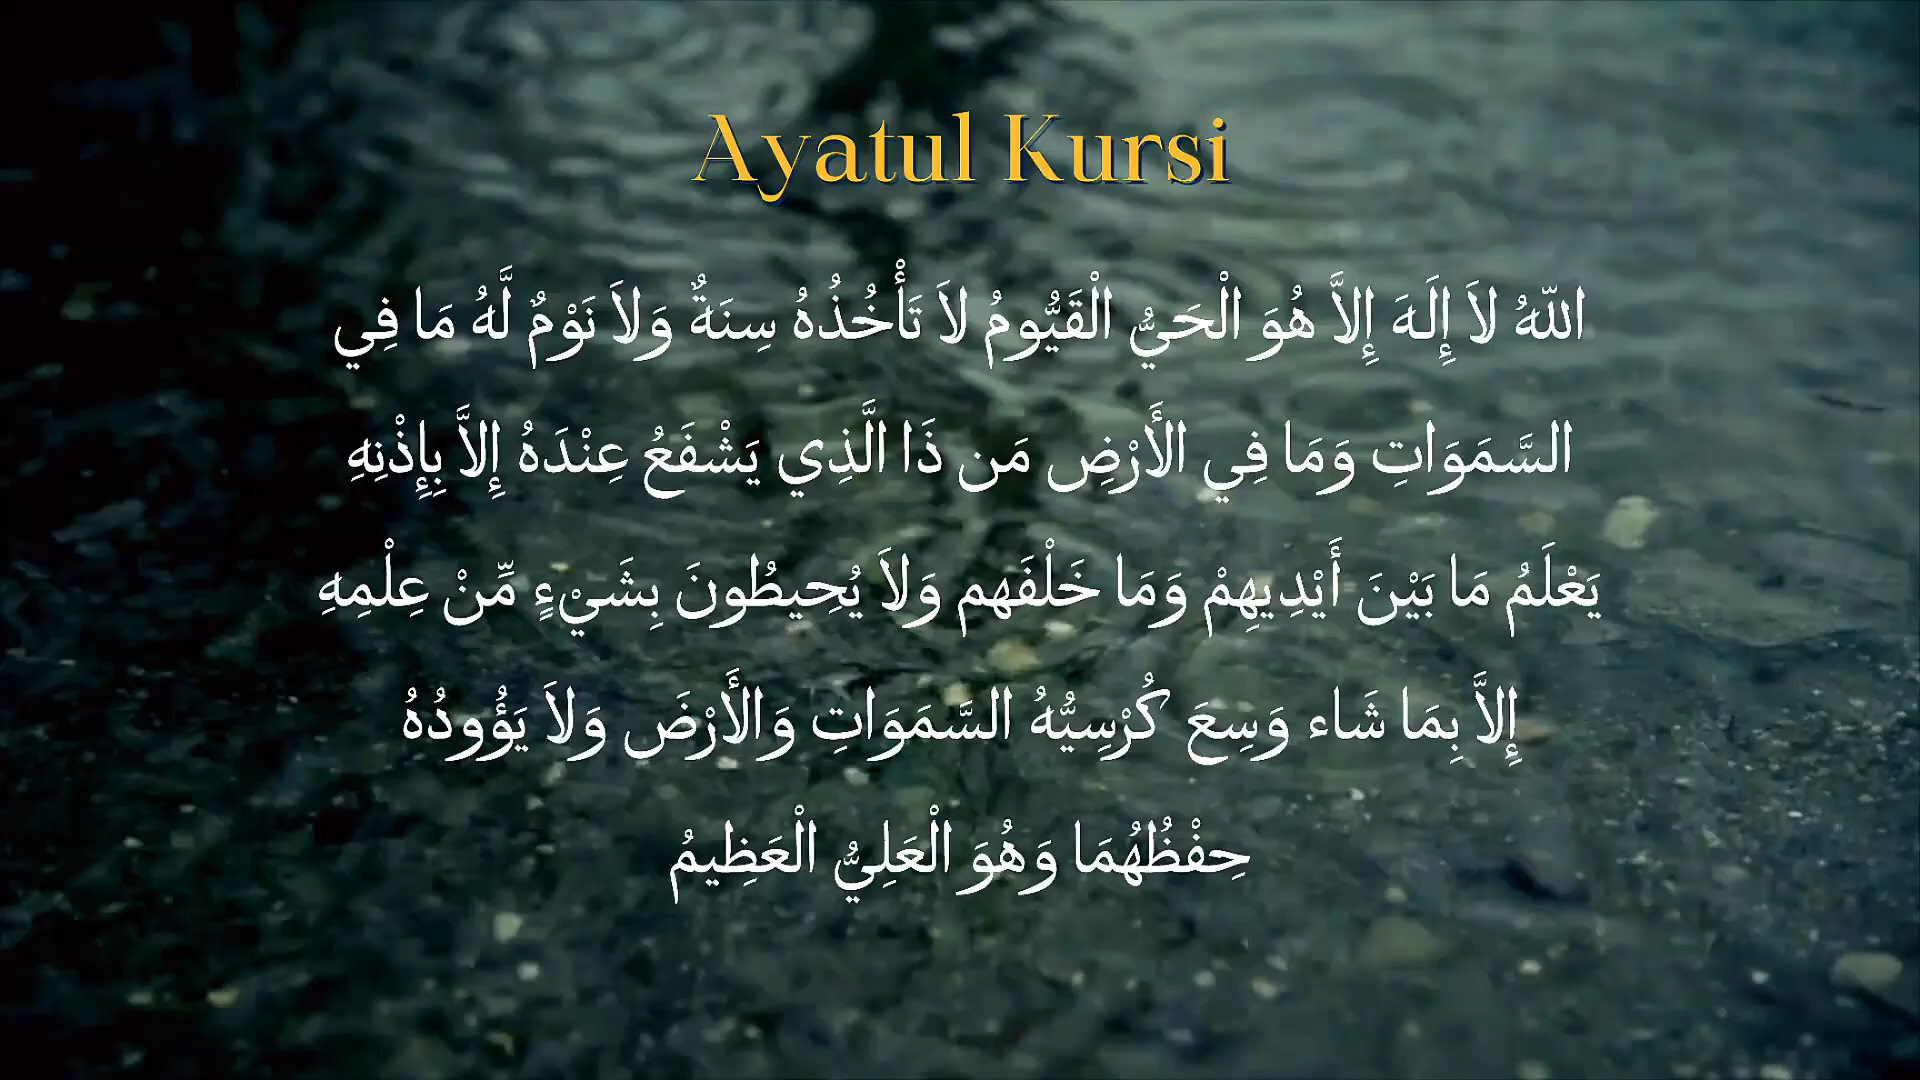 Ayatul Kursi
اللّهُ لاَ إِلَهَ إِلاَّ هُوَ الْحَيُّ الْقَيُّومُ لاَ تَأْخُذُهُ سِنَةٌ وَلاَ نَوْمٌ لَّهُ مَا فِي
السَّمَوَاتِ وَمَا فِي الأَرْضِ مَن ذَا الَّذِي يَشْفَعُ عِنْدَهُ إِلاَّ بِإِذْنِهِ
يَعْلَمُ مَا بَيْنَ أَيْدِيهِمْ وَمَا خَلْفَهم وَلاَ يُحِيطُونَ بِشَيْءٍ مِّنْ عِلْمِهِ
إِلاَّ بِمَا شَاء وَسِعَ كُرْسِيُّهُ السَّمَوَاتِ وَالأَرْضَ وَلاَ يَؤُودُهُ
حِفْظُهُمَا وَهُوَ الْعَلِيُّ الْعَظِيمُ